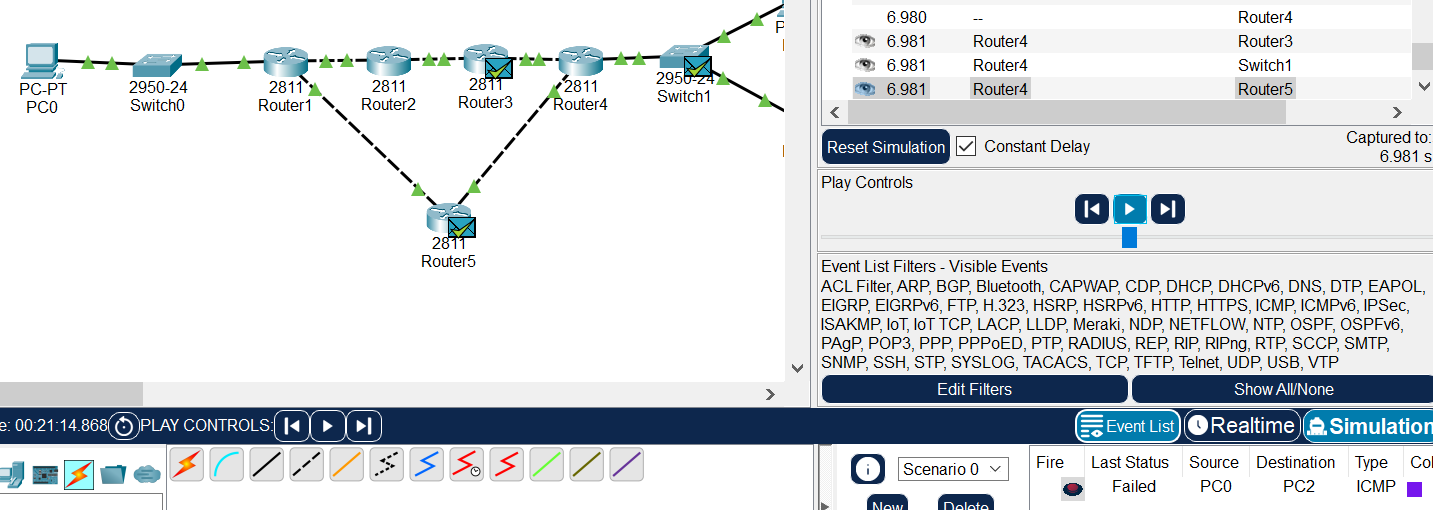 PC-PT
PC0
2950-24
Switch0
2811
Router1
2811
Router2
2811
Router3
2811
Router4
2950-24
Switch1
2811
Router5
6.980 -- Router4
6.981 Router4 Router3
6.981 Router4 Switch1
6.981 Router4 Router5
Reset Simulation Constant Delay
Captured to:
6.981 s
Play Controls
Event List Filters - Visible Events
ACL Filter, ARP, BGP, Bluetooth, CAPWAP, CDP, DHCP, DHCPv6, DNS, DTP, EAPOL,
EIGRP, EIGRPv6, FTP, H.323, HSRP, HSRPv6, HTTP, HTTPS, ICMP, ICMPv6, IPSec,
ISAKMP, IoT, IoT TCP, LACP, LLDP, Meraki, NDP, NETFLOW, NTP, OSPF, OSPFv6,
PAgP, POP3, PPP, PPPoED, PTP, RADIUS, REP, RIP, RIPng, RTP, SCCP, SMTP,
SNMP, SSH, STP, SYSLOG, TACACS, TCP, TFTP, Telnet, UDP, USB, VTP
Edit Filters Show All/None
e: 00:21:14.868 PLAY CONTROLS: Event List Realtime Simulation
Scenario 0
New Delete
Fire Last Status Source Destination Type Col
Failed PC0 PC2 ICMP